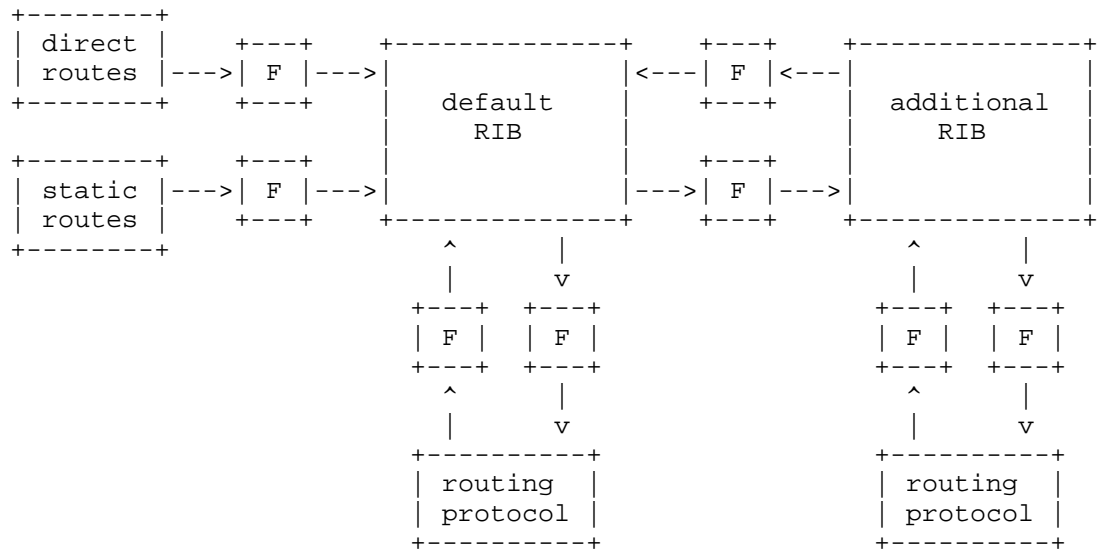 direct
routes
F
F
default
RIB
additional
RIB
F
static
routes
F
F
F
F
F
F
routing
protocol
routing
protocol